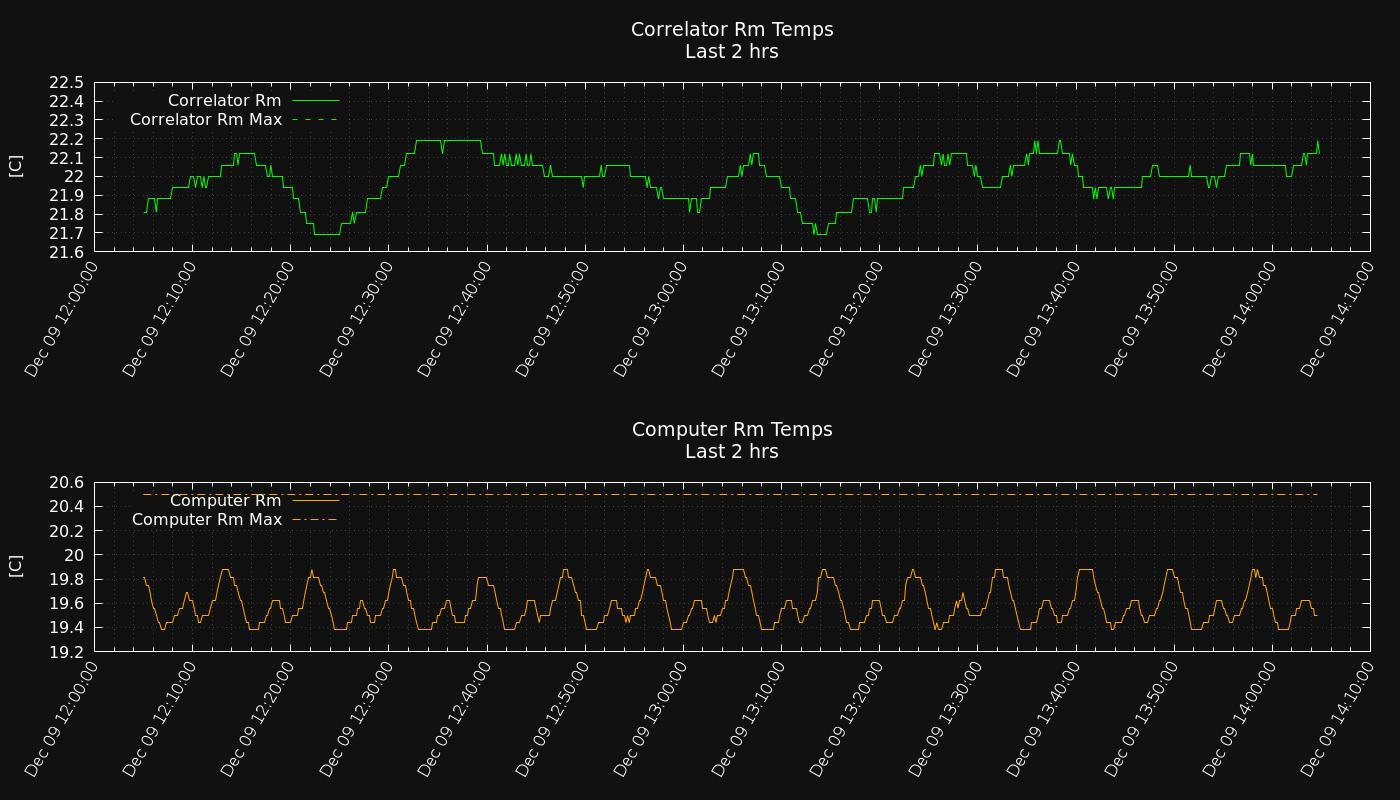 Correlator Rm Temps
Last 2 hrs
22.5
22.4
22.3
22.2
22.1
22
21.9
21.8
21.7
21.6
[C]
Correlator Rm
Correlator Rm Max
Dec 09 12:00:00
Dec 09 12:10:00
Dec 09 12:20:00
Dec 09 12:30:00
Dec 09 12:40:00
Dec 09 12:50:00
Dec 09 13:00:00
Dec 09 13:10:00
Dec 09 13:20:00
Dec 09 13:30:00
Dec 09 13:40:00
Dec 09 13:50:00
Dec 09 14:00:00
Dec 09 14:10:00
Computer Rm Temps
Last 2 hrs
20.6
20.4
20.2
20
19.8
19.6
19.4
19.2
[C]
Computer Rm
Computer Rm Max
Dec 09 12:00:00
Dec 09 12:10:00
Dec 09 12:20:00
Dec 09 12:30:00
Dec 09 12:40:00
Dec 09 12:50:00
Dec 09 13:00:00
Dec 09 13:10:00
Dec 09 13:20:00
Dec 09 13:30:00
Dec 09 13:40:00
Dec 09 13:50:00
Dec 09 14:00:00
Dec 09 14:10:00